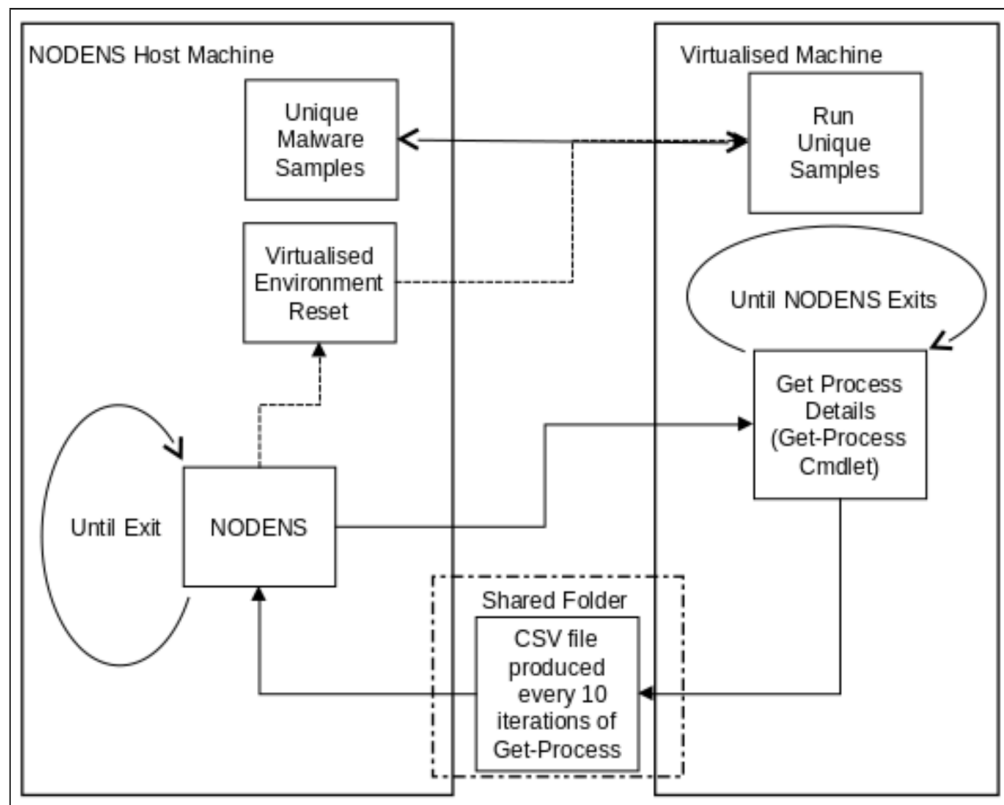 NODENS Host Machine
Unique
Malware
Samples
Virtualised
Environment
Reset
Until Exit
NODENS
Shared Folder
CSV file
produced
every 10
iterations of
Get-Process
Virtualised Machine
Run
Unique
Samples
Until NODENS Exits
Get Process
Details
(Get-Process
Cmdlet)